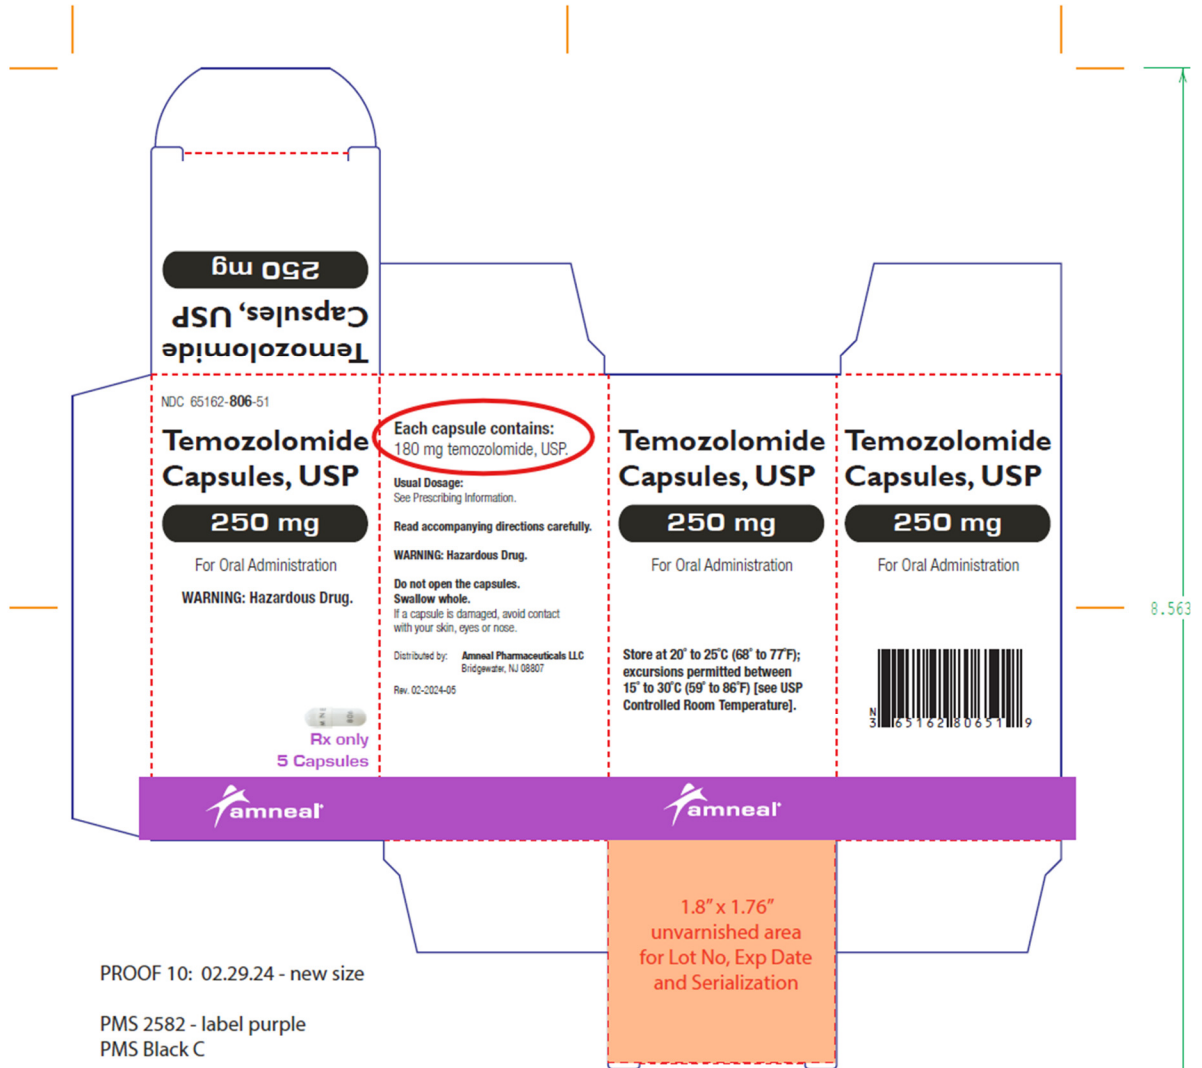 250 mg
Capsules, USP
Temozolomide
NDC 65162-806-51
Temozolomide
Capsules, USP
250 mg
For Oral Administration
WARNING: Hazardous Drug.
806
Rx only
5 Capsules
amneal
Each capsule contains:
180 mg temozolomide, USP.
Usual Dosage:
See Prescribing Information.
Read accompanying directions carefully.
WARNING: Hazardous Drug.
Do not open the capsules.
Swallow whole.
If a capsule is damaged, avoid contact
with your skin, eyes or nose.
Distributed by: Amneal Pharmaceuticals LLC
Bridgewater, NJ 08807
Rev. 02-2024-05
Temozolomide
Capsules, USP
250 mg
For Oral Administration
Store at 20˚ to 25˚C (68˚ to 77˚F);
excursions permitted between
15˚ to 30˚C (59˚ to 86˚F) [see USP
Controlled Room Temperature].
amneal
Temozolomide
Capsules, USP
250 mg
For Oral Administration
N
3 65162 80651 9
8.563
1.8” x 1.76”
unvarnished area
for Lot No, Exp Date
and Serialization
PROOF 10: 02.29.24 - new size
PMS 2582 - label purple
PMS Black C